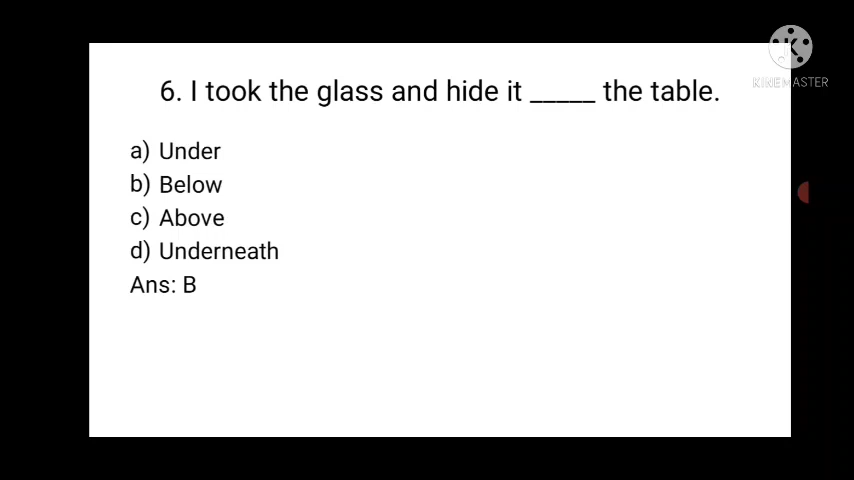 KINEMASTER
6. I took the glass and hide it _____ the table.
a) Under
b) Below
c) Above
d) Underneath
Ans: B